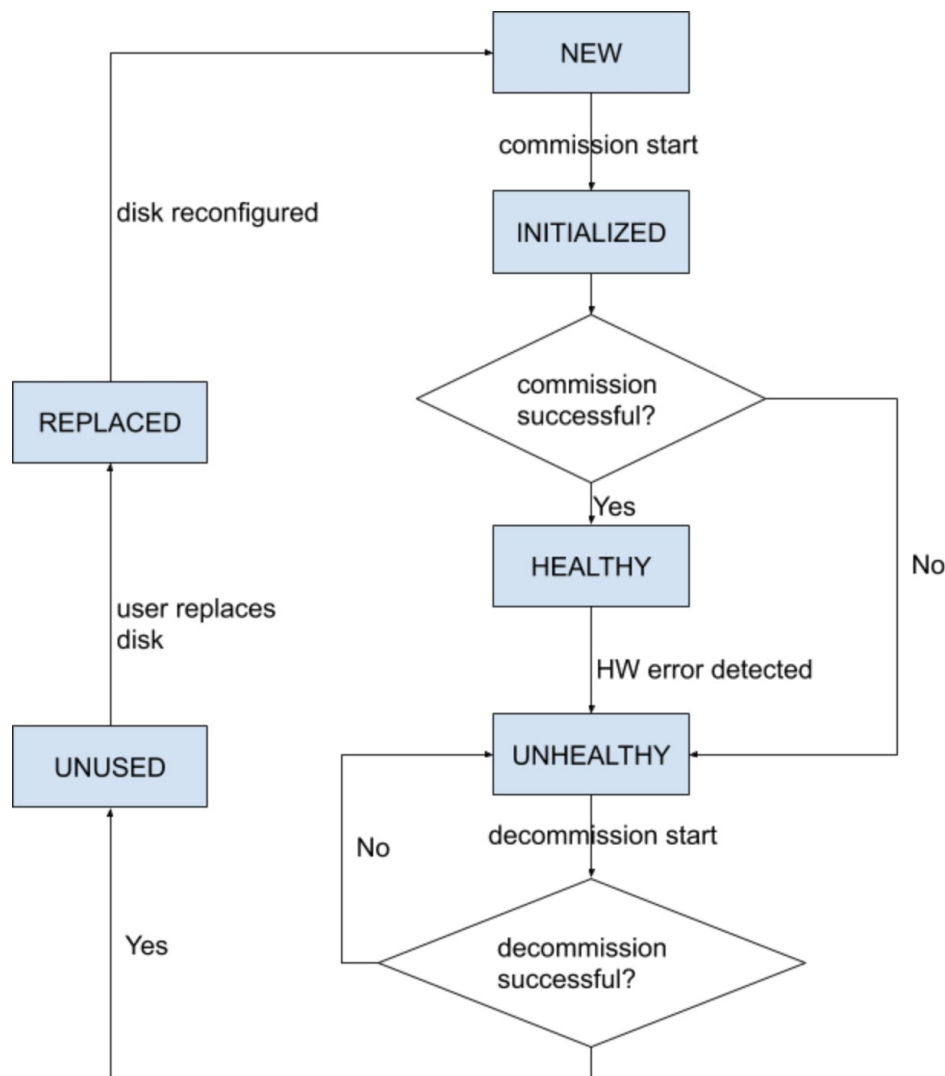 NEW
commission start
disk reconfigured
INITIALIZED
commission
successful?
REPLACED
Yes
HEALTHY
No
user replaces
disk
HW error detected
UNHEALTHY
UNUSED
decommission start
No
Yes
decommission
successful?